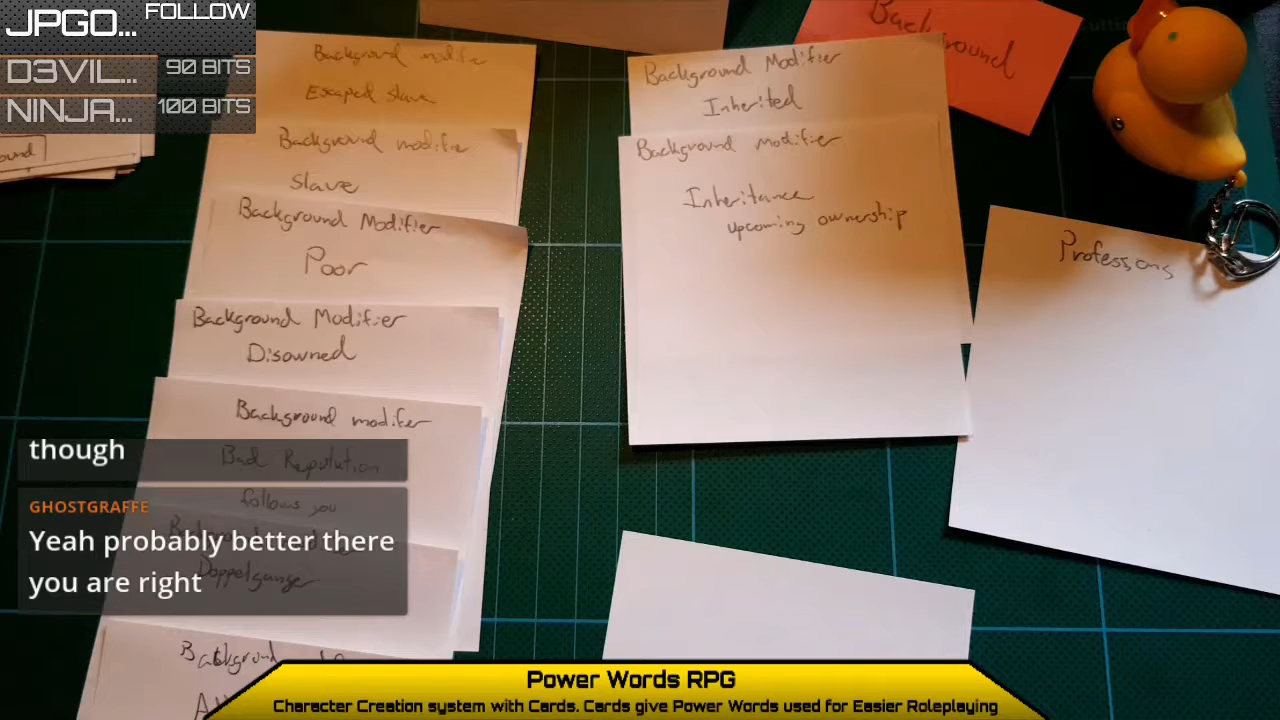 JPGO... FOLLOW
D3VIL... 90 BITS
NINJA... 100 BITS
Background modifier
Escaped slave
Background modifier
Slave
Background Modifier
Poor
Background Modifier
Disowned
Background modifer
Bad Reputation
follows you
Doppelganger
Background Modifier
Inherited
Background Modifier
Inheritance
upcoming ownership
Background
Professions
ound
though
GHOSTGRAFFE
Yeah probably better there
you are right
Power Words RPG
Character Creation system with Cards. Cards give Power Words used for Easier Roleplaying